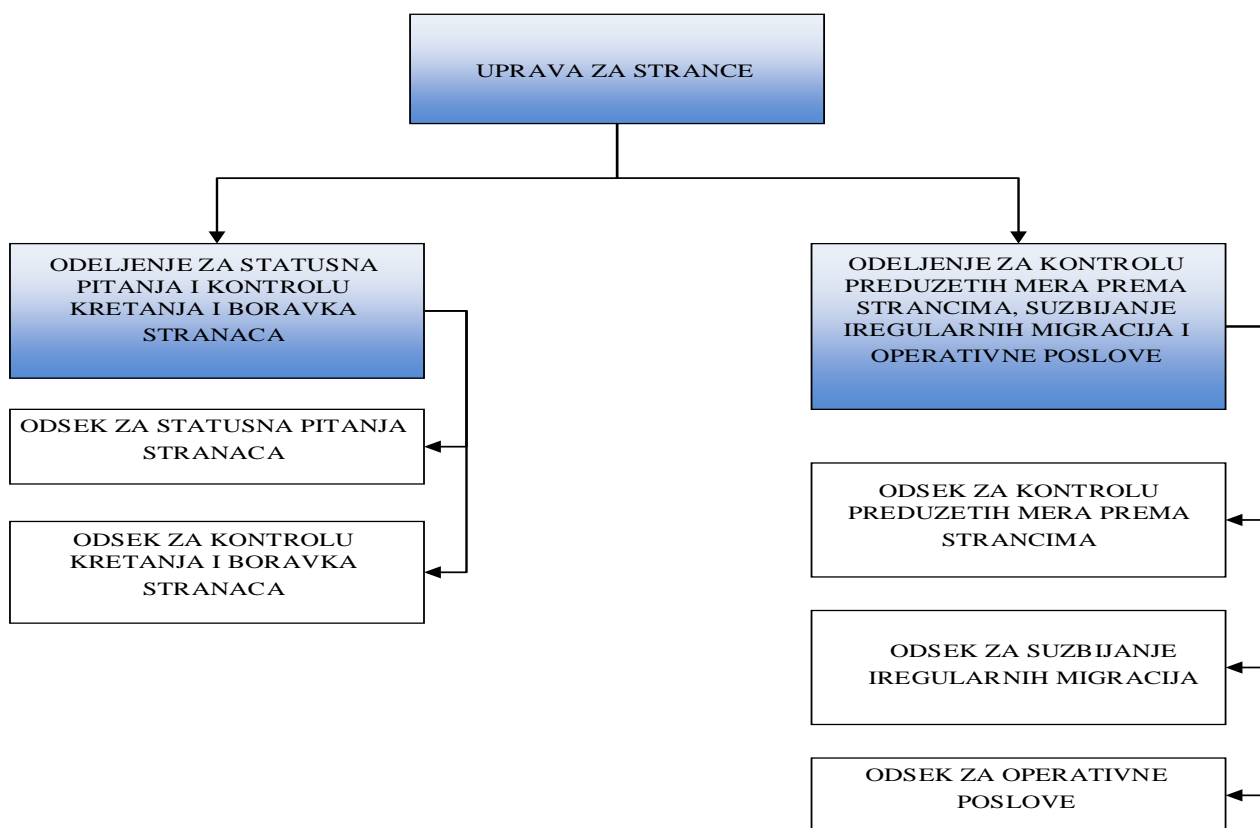 UPRAVA ZA STRANCE
ODELJENJE ZA STATUSNA
PITANJA I KONTROLU
KRETANJA I BORAVKA
STRANACA
ODSEK ZA STATUSNA PITANJA
STRANACA
ODSEK ZA KONTROLU
KRETANJA I BORAVKA
STRANACA
ODELJENJE ZA KONTROLU
PREDUZETIH MERA PREMA
STRANCIMA, SUZBIJANJE
IREGULARNIH MIGRACIJA I
OPERATIVNE POSLOVE
ODSEK ZA KONTROLU
PREDUZETIH MERA PREMA
STRANCIMA
ODSEK ZA SUZBIJANJE
IREGULARNIH MIGRACIJA
ODSEK ZA OPERATIVNE
POSLOVE